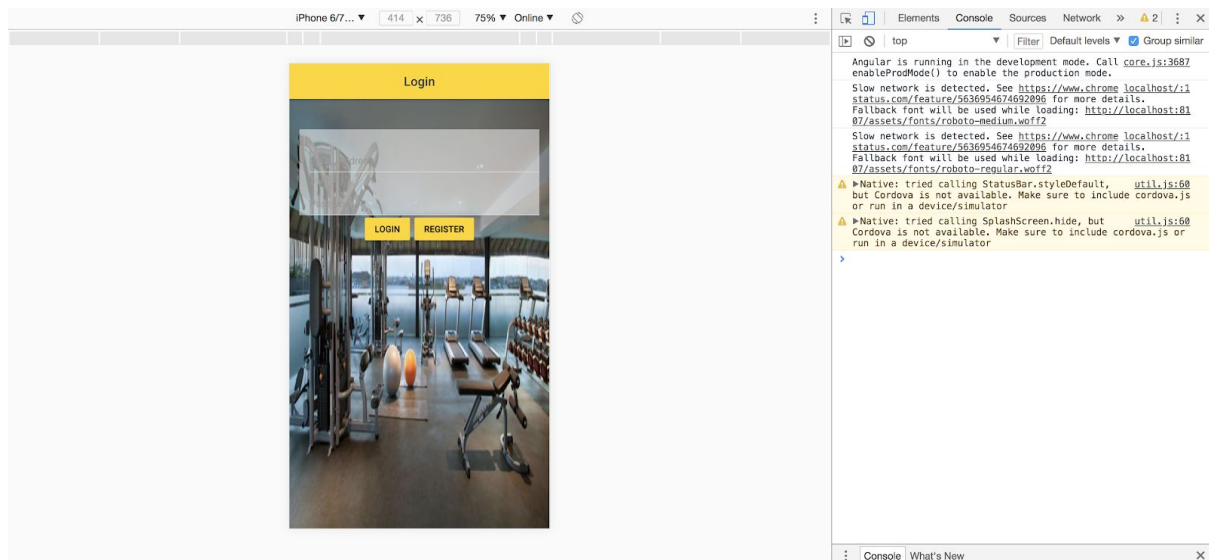 iPhone 6/7... ▼ 414 x 736 75% ▼ Online ▼
Elements Console Sources Network » 2
top ▼ Filter Default levels ▼ Group similar
Login
LOGIN REGISTER
Angular is running in the development mode. Call core.js:3687
enableProdMode() to enable the production mode.
Slow network is detected. See https://www.chrome localhost/:1
status.com/feature/5636954674692096 for more details.
Fallback font will be used while loading: http://localhost:81
07/assets/fonts/roboto-medium.woff2
Slow network is detected. See https://www.chrome localhost/:1
status.com/feature/5636954674692096 for more details.
Fallback font will be used while loading: http://localhost:81
07/assets/fonts/roboto-regular.woff2
▶Native: tried calling StatusBar.styleDefault, util.js:60
but Cordova is not available. Make sure to include cordova.js
or run in a device/simulator
▶Native: tried calling SplashScreen.hide, but util.js:60
Cordova is not available. Make sure to include cordova.js or
run in a device/simulator
Console What's New